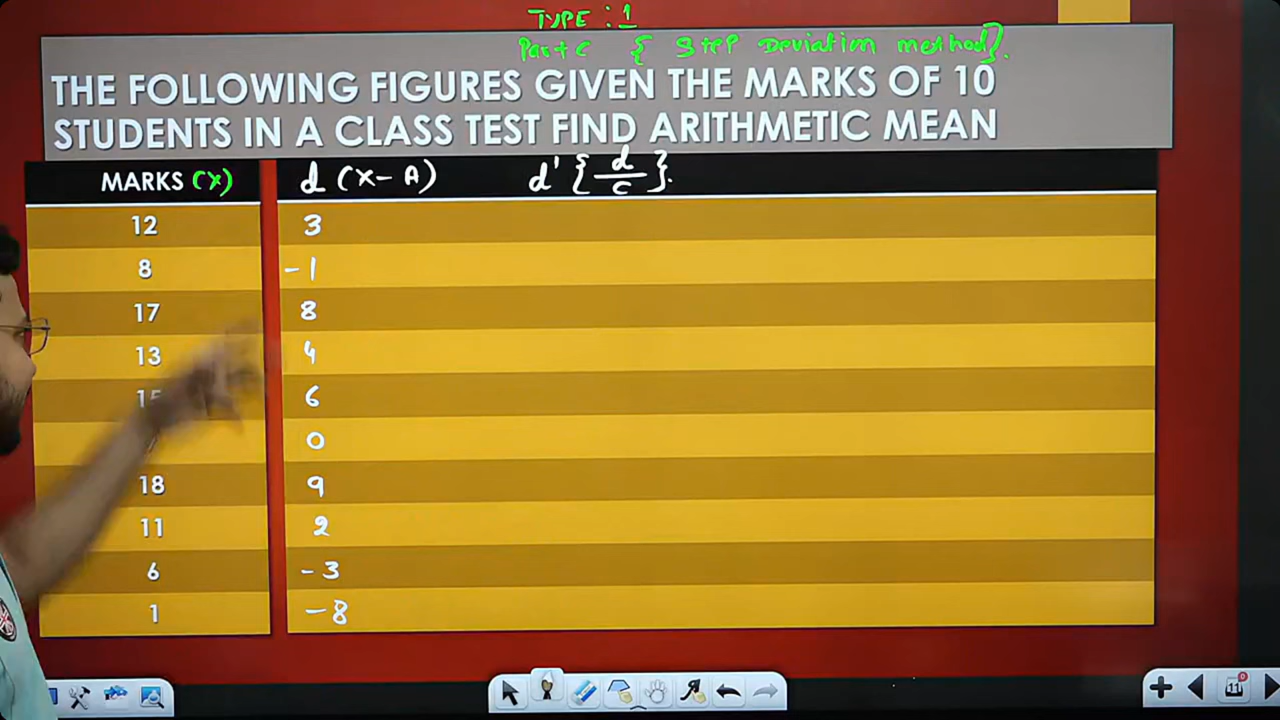 TYPE : 1
Part c { Step Deviation method}.
THE FOLLOWING FIGURES GIVEN THE MARKS OF 10
STUDENTS IN A CLASS TEST FIND ARITHMETIC MEAN
MARKS (X) d (X-A) d' { d/c }.
12 3
8 -1
17 8
13 4
15 6
0
18 9
11 2
6 -3
1 -8
11